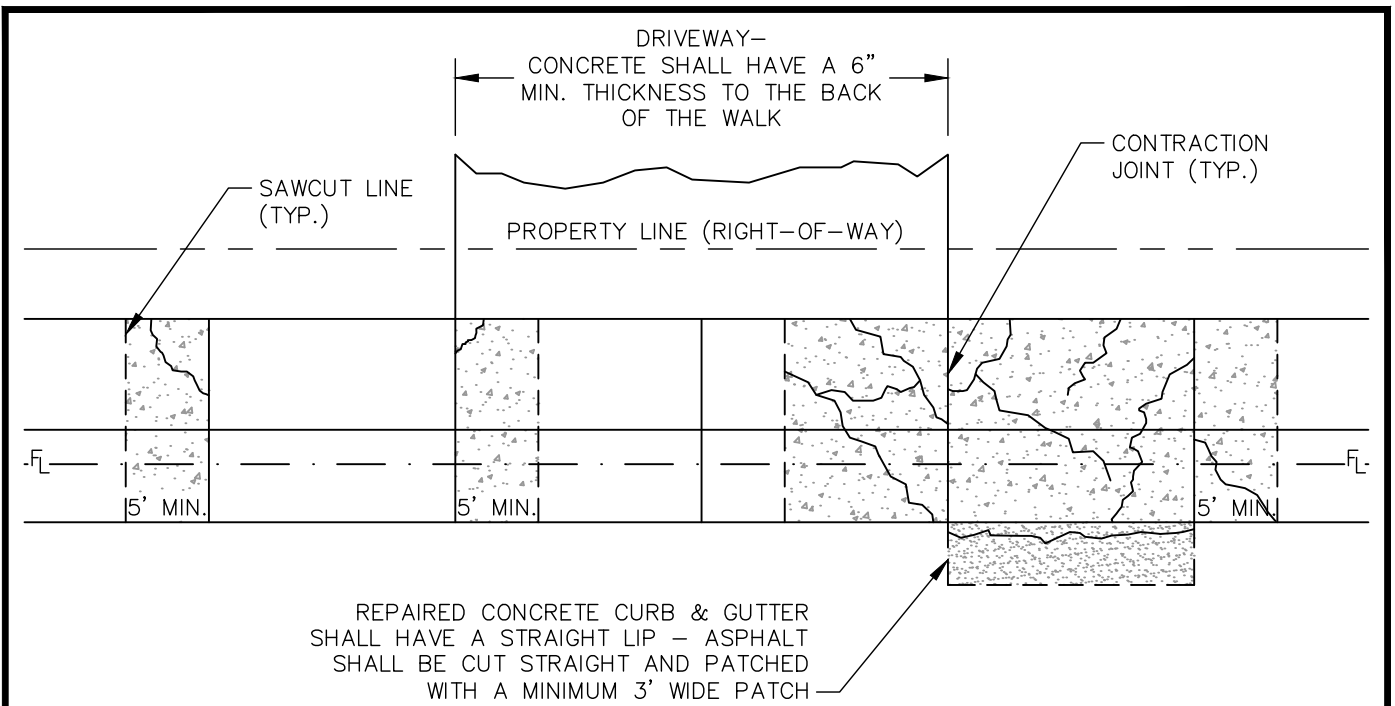 DRIVEWAY–
CONCRETE SHALL HAVE A 6”
MIN. THICKNESS TO THE BACK
OF THE WALK
CONTRACTION
JOINT (TYP.)
SAWCUT LINE
(TYP.)
PROPERTY LINE (RIGHT–OF–WAY)
FL
FL
5' MIN.
5' MIN.
5' MIN.
REPAIRED CONCRETE CURB & GUTTER
SHALL HAVE A STRAIGHT LIP – ASPHALT
SHALL BE CUT STRAIGHT AND PATCHED
WITH A MINIMUM 3' WIDE PATCH